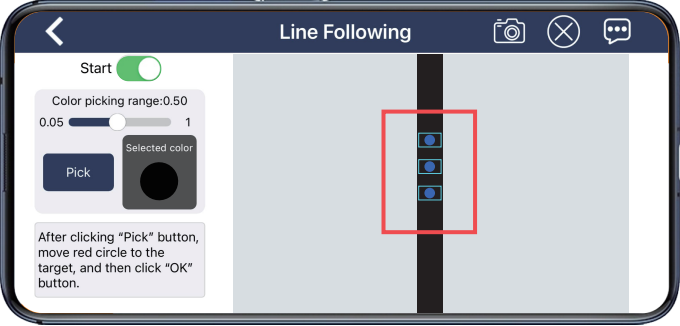 Line Following
Start
Color picking range:0.50
0.05
1
Pick
Selected color
After clicking “Pick” button,
move red circle to the
target, and then click “OK”
button.